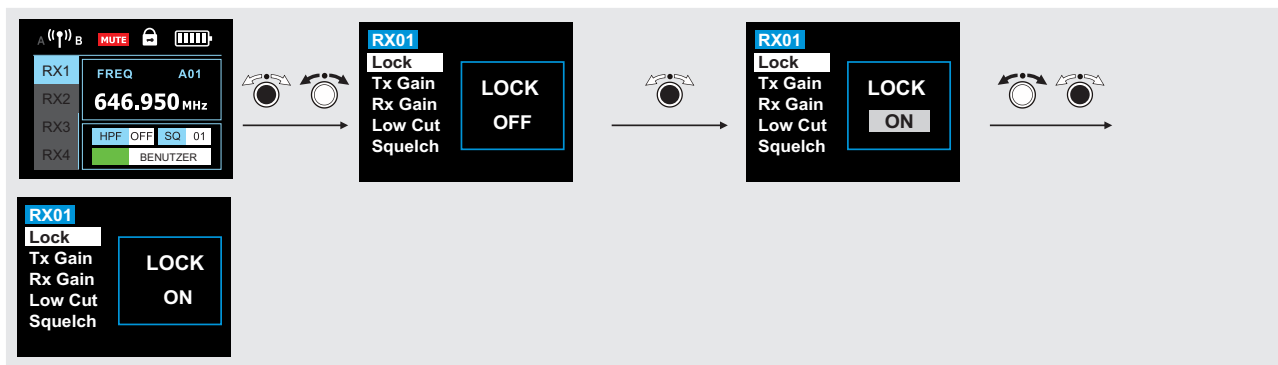 A B MUTE
RX1 FREQ A01
RX2 646.950 MHz
RX3 HPF OFF SQ 01
RX4 BENUTZER
RX01
Lock
Tx Gain
Rx Gain
Low Cut
Squelch
LOCK
OFF
RX01
Lock
Tx Gain
Rx Gain
Low Cut
Squelch
LOCK
ON
RX01
Lock
Tx Gain
Rx Gain
Low Cut
Squelch
LOCK
ON